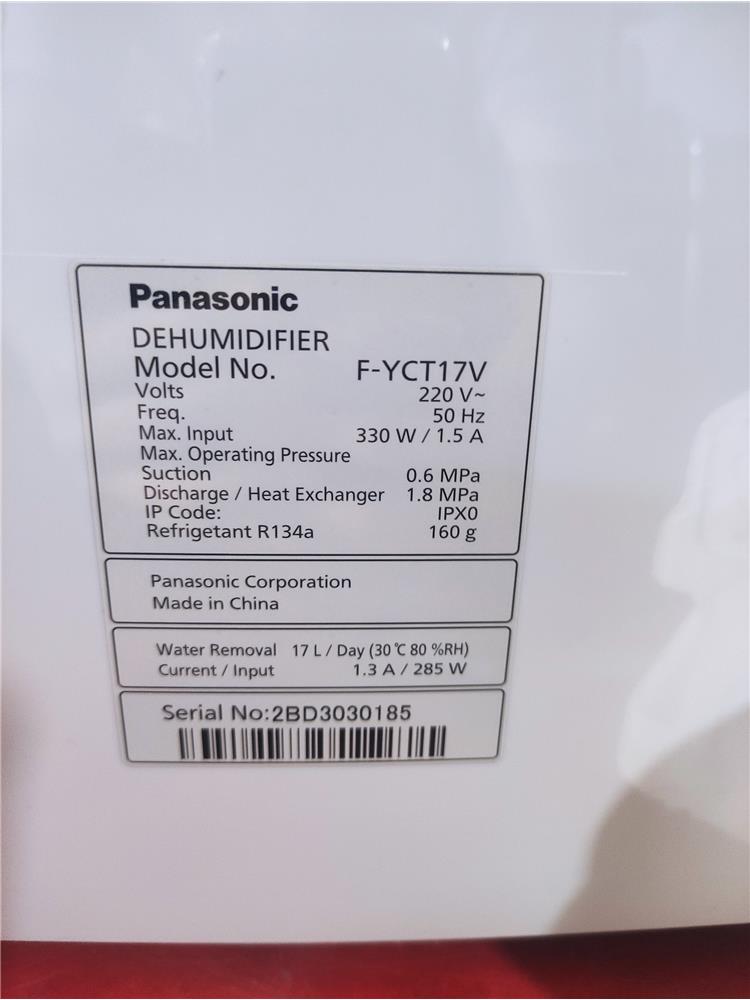 Panasonic
DEHUMIDIFIER
Model No. F-YCT17V
Volts 220 V~
Freq. 50 Hz
Max. Input 330 W / 1.5 A
Max. Operating Pressure
Suction 0.6 MPa
Discharge / Heat Exchanger 1.8 MPa
IP Code: IPX0
Refrigetant R134a 160 g
Panasonic Corporation
Made in China
Water Removal 17 L / Day (30 ℃ 80 %RH)
Current / Input 1.3 A / 285 W
Serial No:2BD3030185